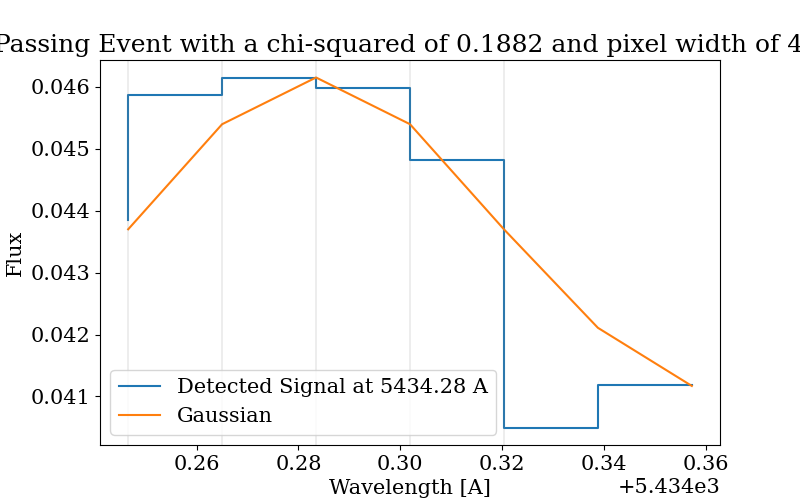 Passing Event with a chi-squared of 0.1882 and pixel width of 4
0.046
0.045
0.044
0.043
0.042
0.041
Flux
Detected Signal at 5434.28 A
Gaussian
0.26 0.28 0.30 0.32 0.34 0.36
Wavelength [A]
+5.434e3